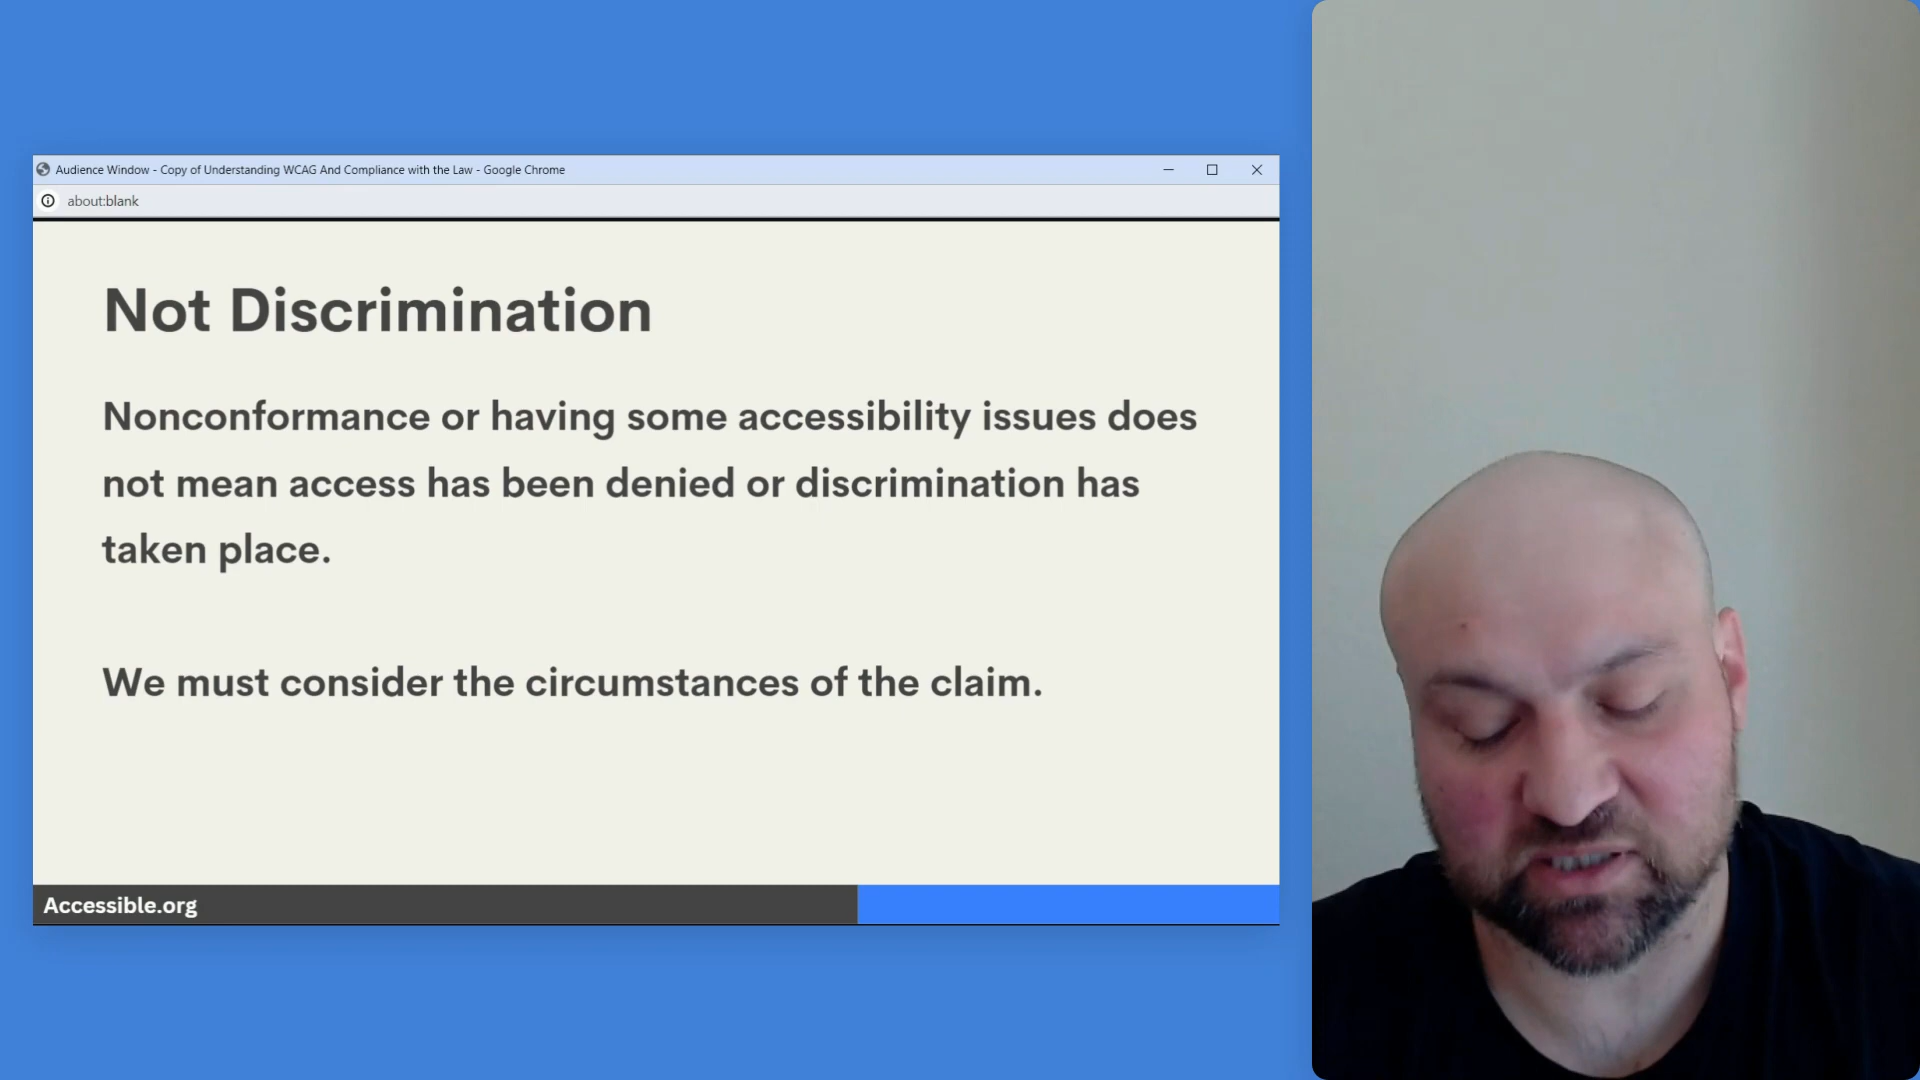 Audience Window - Copy of Understanding WCAG And Compliance with the Law - Google Chrome
about:blank
Not Discrimination
Nonconformance or having some accessibility issues does
not mean access has been denied or discrimination has
taken place.
We must consider the circumstances of the claim.
Accessible.org